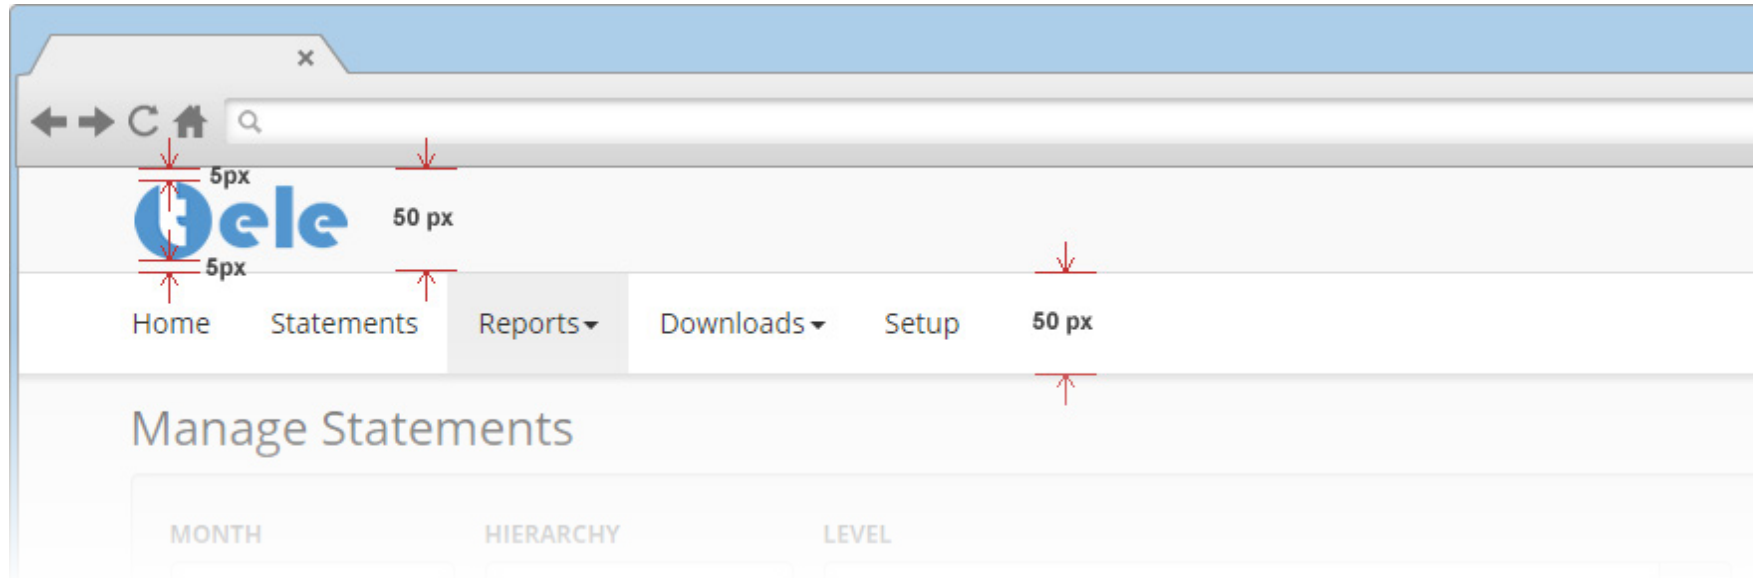 5px
tele
50 px
5px
Home Statements Reports Downloads Setup 50 px
Manage Statements
MONTH HIERARCHY LEVEL